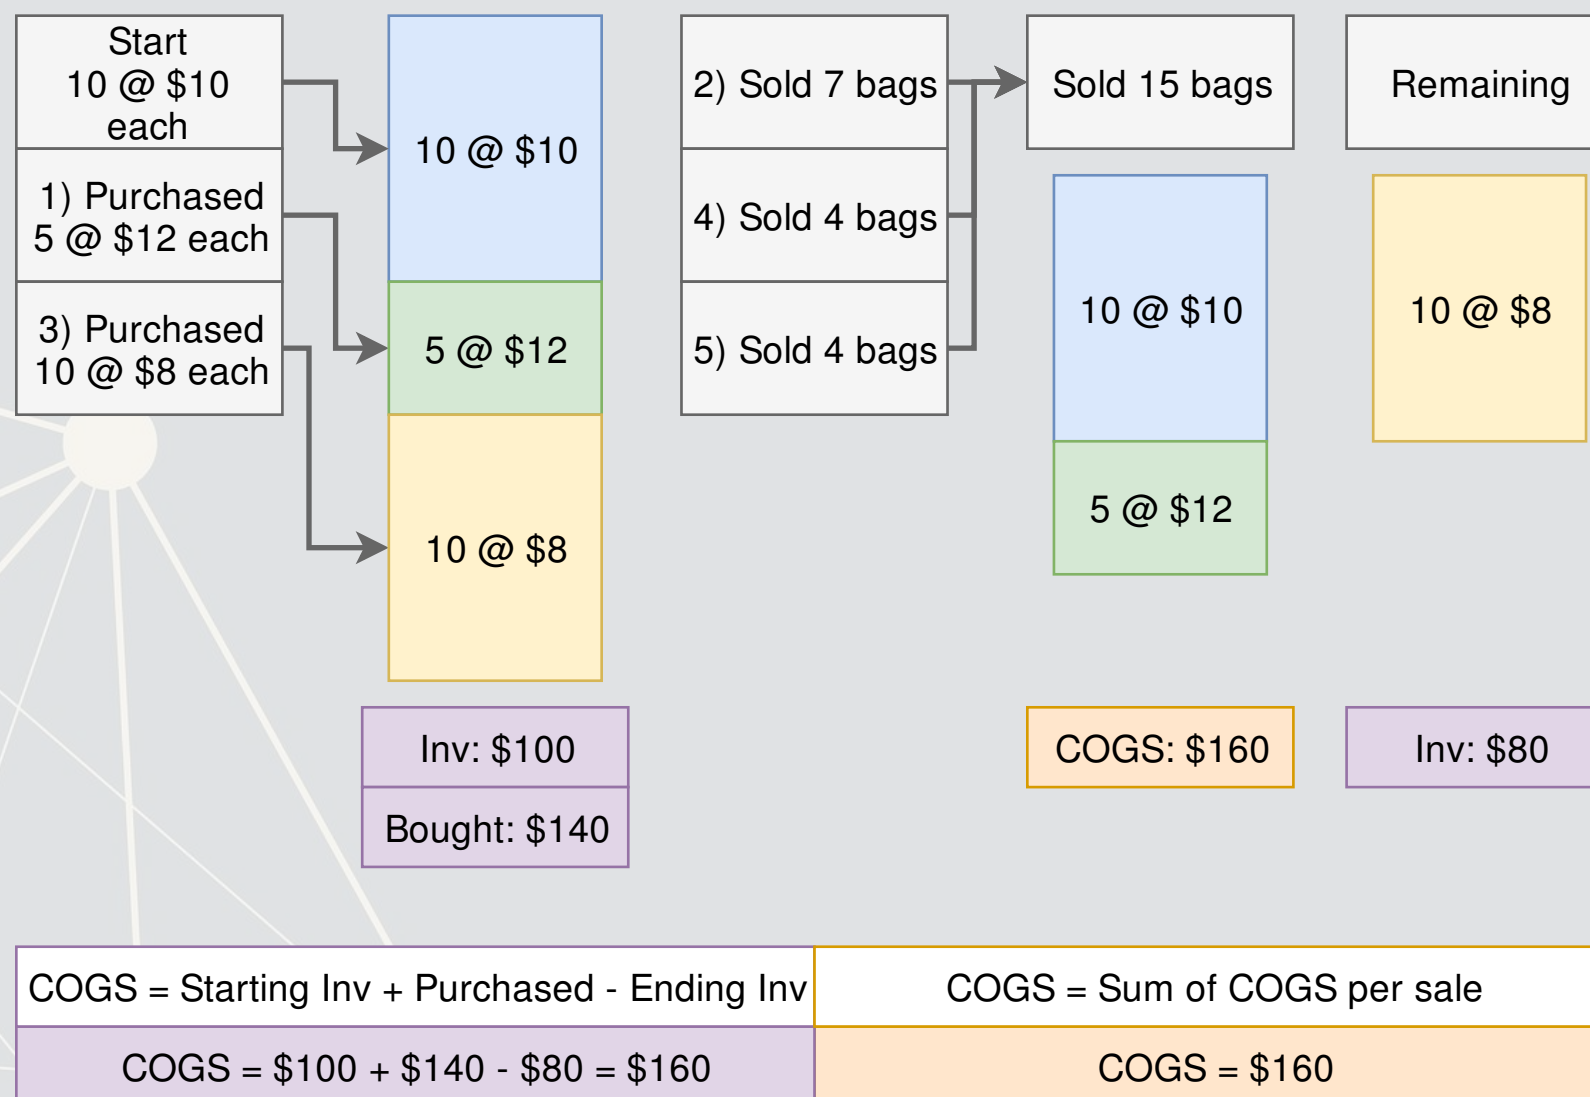 Start
10 @ $10
each
1) Purchased
5 @ $12 each
3) Purchased
10 @ $8 each
10 @ $10
5 @ $12
10 @ $8
Inv: $100
Bought: $140
2) Sold 7 bags
4) Sold 4 bags
5) Sold 4 bags
Sold 15 bags
10 @ $10
5 @ $12
COGS: $160
Remaining
10 @ $8
Inv: $80
COGS = Starting Inv + Purchased - Ending Inv
COGS = $100 + $140 - $80 = $160
COGS = Sum of COGS per sale
COGS = $160